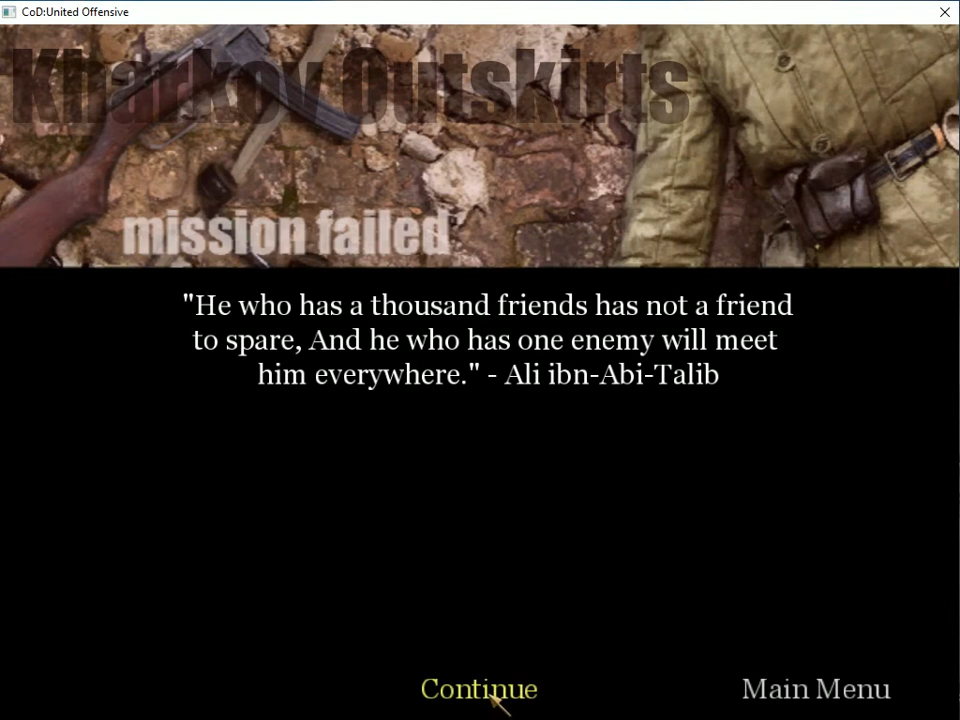 CoD:United Offensive
Kharkov Outskirts
mission failed
"He who has a thousand friends has not a friend
to spare, And he who has one enemy will meet
him everywhere." - Ali ibn-Abi-Talib
Continue
Main Menu